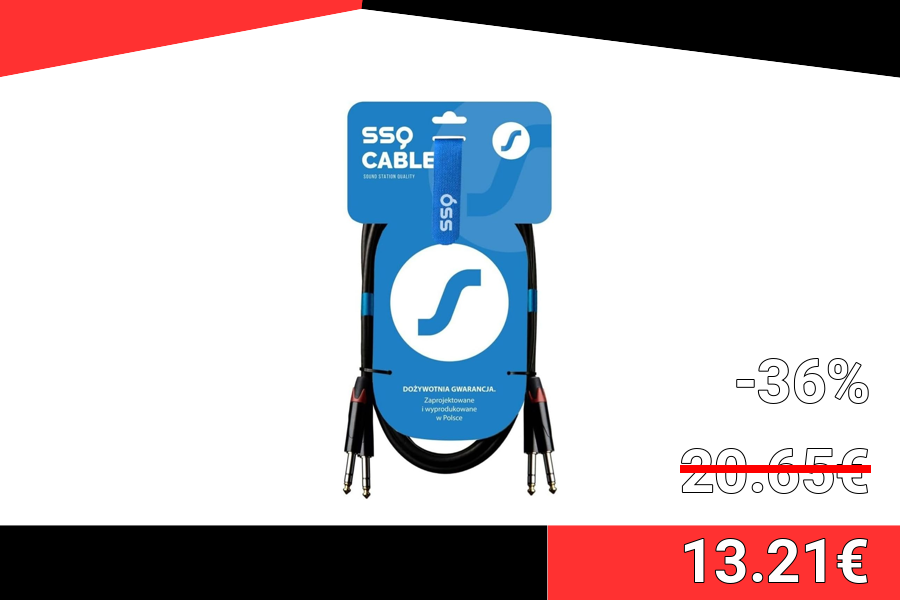 SSQ
CABLE
SOUND STATION QUALITY
SSQ
DOŻYWOTNIA GWARANCJA.
Zaprojektowane
i wyprodukowane
w Polsce
-36%
20.65€
13.21€